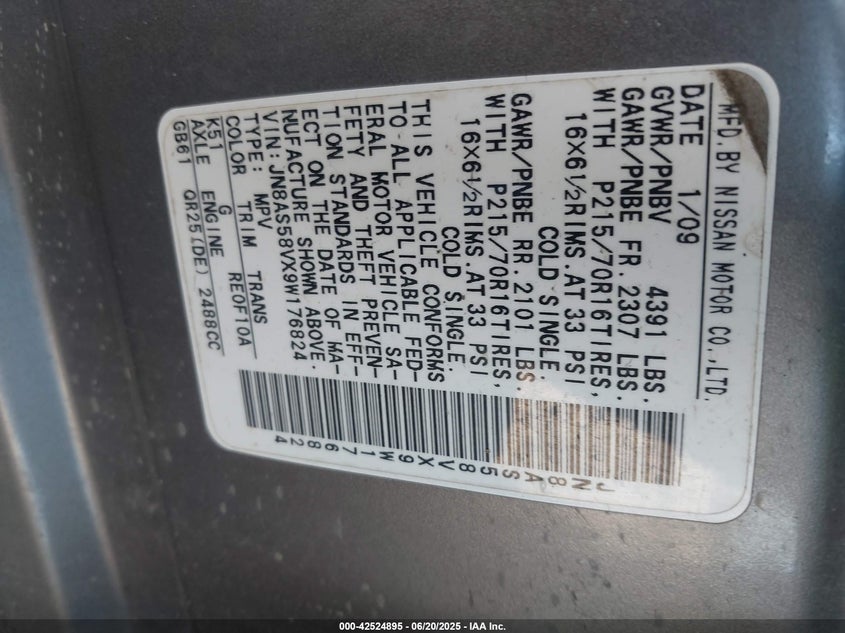 MFD.BY NISSAN MOTOR CO.,LTD.
DATE 1/09
GVWR/PNBV 4391 LBS.
GAWR/PNBE FR.2307 LBS.
WITH P215/70R16TIRES,
16X6½RIMS.AT 33 PSI
COLD SINGLE.
GAWR/PNBE RR.2101 LBS.
WITH P215/70R16TIRES,
16X6½RIMS.AT 33 PSI
COLD SINGLE.
THIS VEHICLE CONFORMS
TO ALL APPLICABLE FED-
ERAL MOTOR VEHICLE SA-
FETY AND THEFT PREVEN-
TION STANDARDS IN EFF-
ECT ON THE DATE OF MA-
NUFACTURE SHOWN ABOVE.
VIN:JN8AS58VX9W176824
TYPE: MPV
COLOR TRIM TRANS
K51 G RE0F10A
AXLE ENGINE
GB61 QR25(DE) 2488CC
JN8AS58VX9W176824
000-42524895 - 06/20/2025 - IAA Inc.